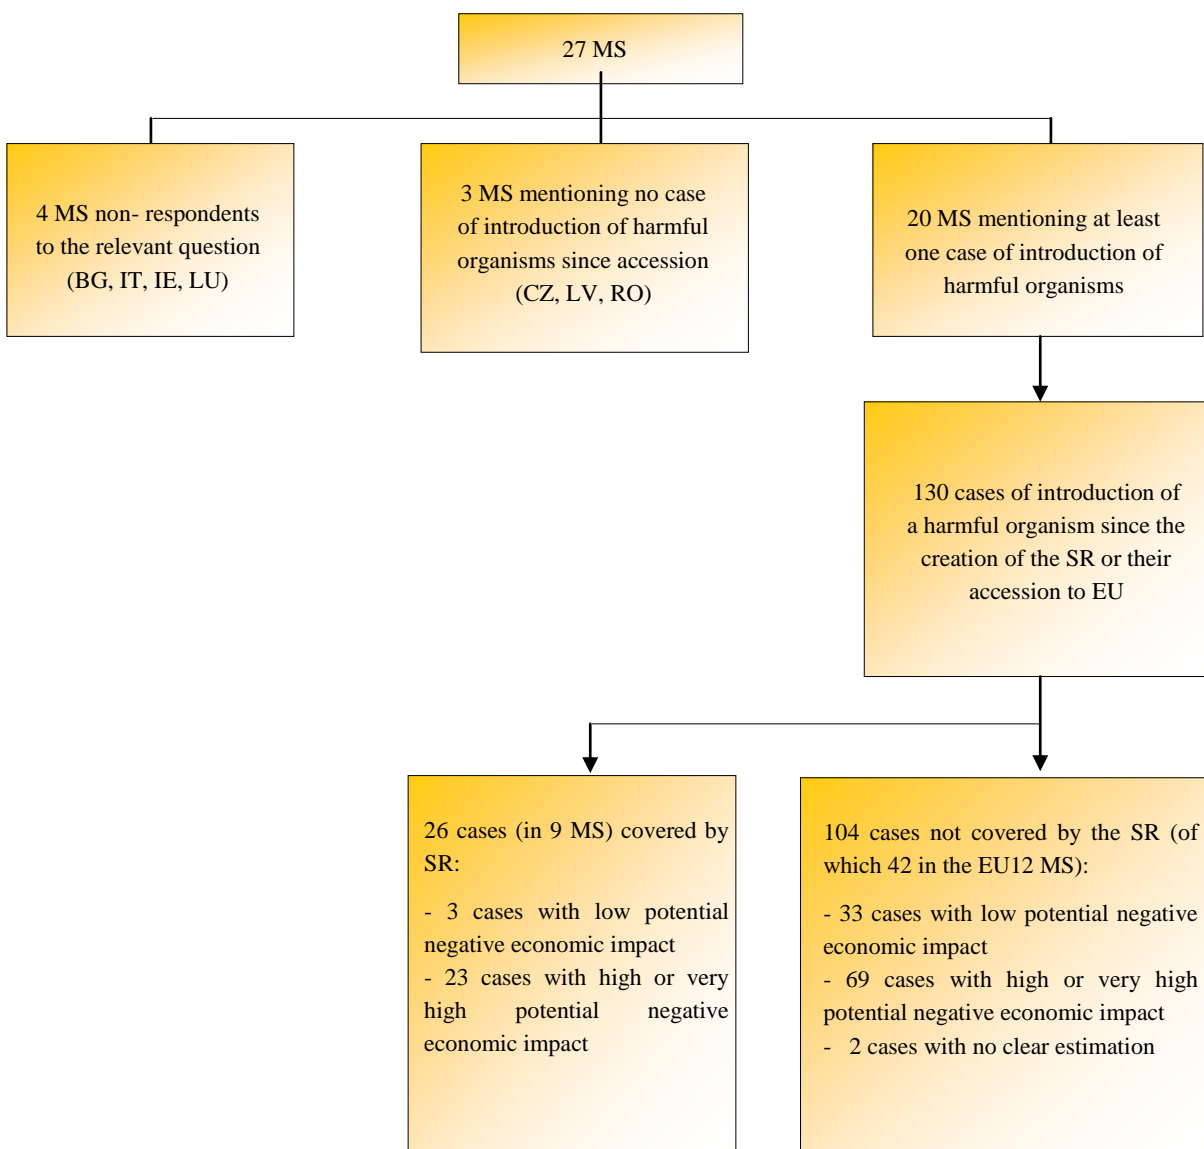 27 MS
4 MS non- respondents
to the relevant question
(BG, IT, IE, LU)
3 MS mentioning no case
of introduction of harmful
organisms since accession
(CZ, LV, RO)
20 MS mentioning at least
one case of introduction of
harmful organisms
130 cases of introduction of
a harmful organism since the
creation of the SR or their
accession to EU
26 cases (in 9 MS) covered by
SR:
- 3 cases with low potential
negative economic impact
- 23 cases with high or very
high potential negative
economic impact
104 cases not covered by the SR (of
which 42 in the EU12 MS):
- 33 cases with low potential negative
economic impact
- 69 cases with high or very high
potential negative economic impact
- 2 cases with no clear estimation